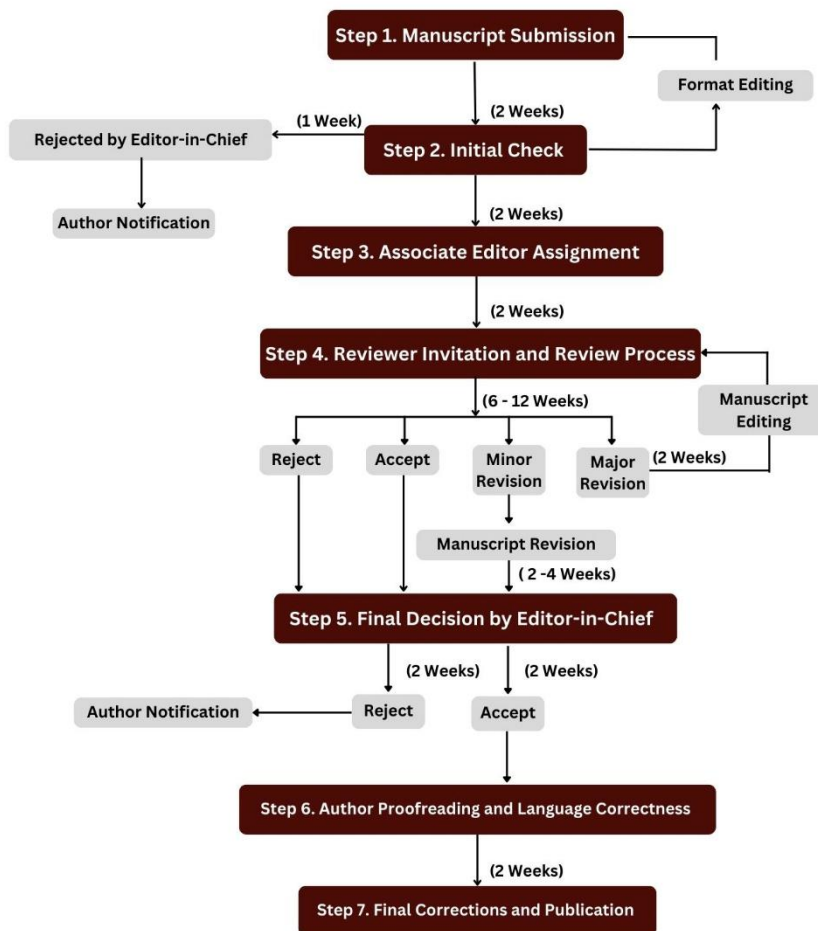 Step 1. Manuscript Submission
Format Editing
(2 Weeks)
(1 Week)
Rejected by Editor-in-Chief
Step 2. Initial Check
Author Notification
(2 Weeks)
Step 3. Associate Editor Assignment
(2 Weeks)
Step 4. Reviewer Invitation and Review Process
(6 - 12 Weeks)
Manuscript
Editing
Reject
Accept
Minor
Revision
Major
Revision
(2 Weeks)
Manuscript Revision
( 2 -4 Weeks)
Step 5. Final Decision by Editor-in-Chief
(2 Weeks)
(2 Weeks)
Author Notification
Reject
Accept
Step 6. Author Proofreading and Language Correctness
(2 Weeks)
Step 7. Final Corrections and Publication